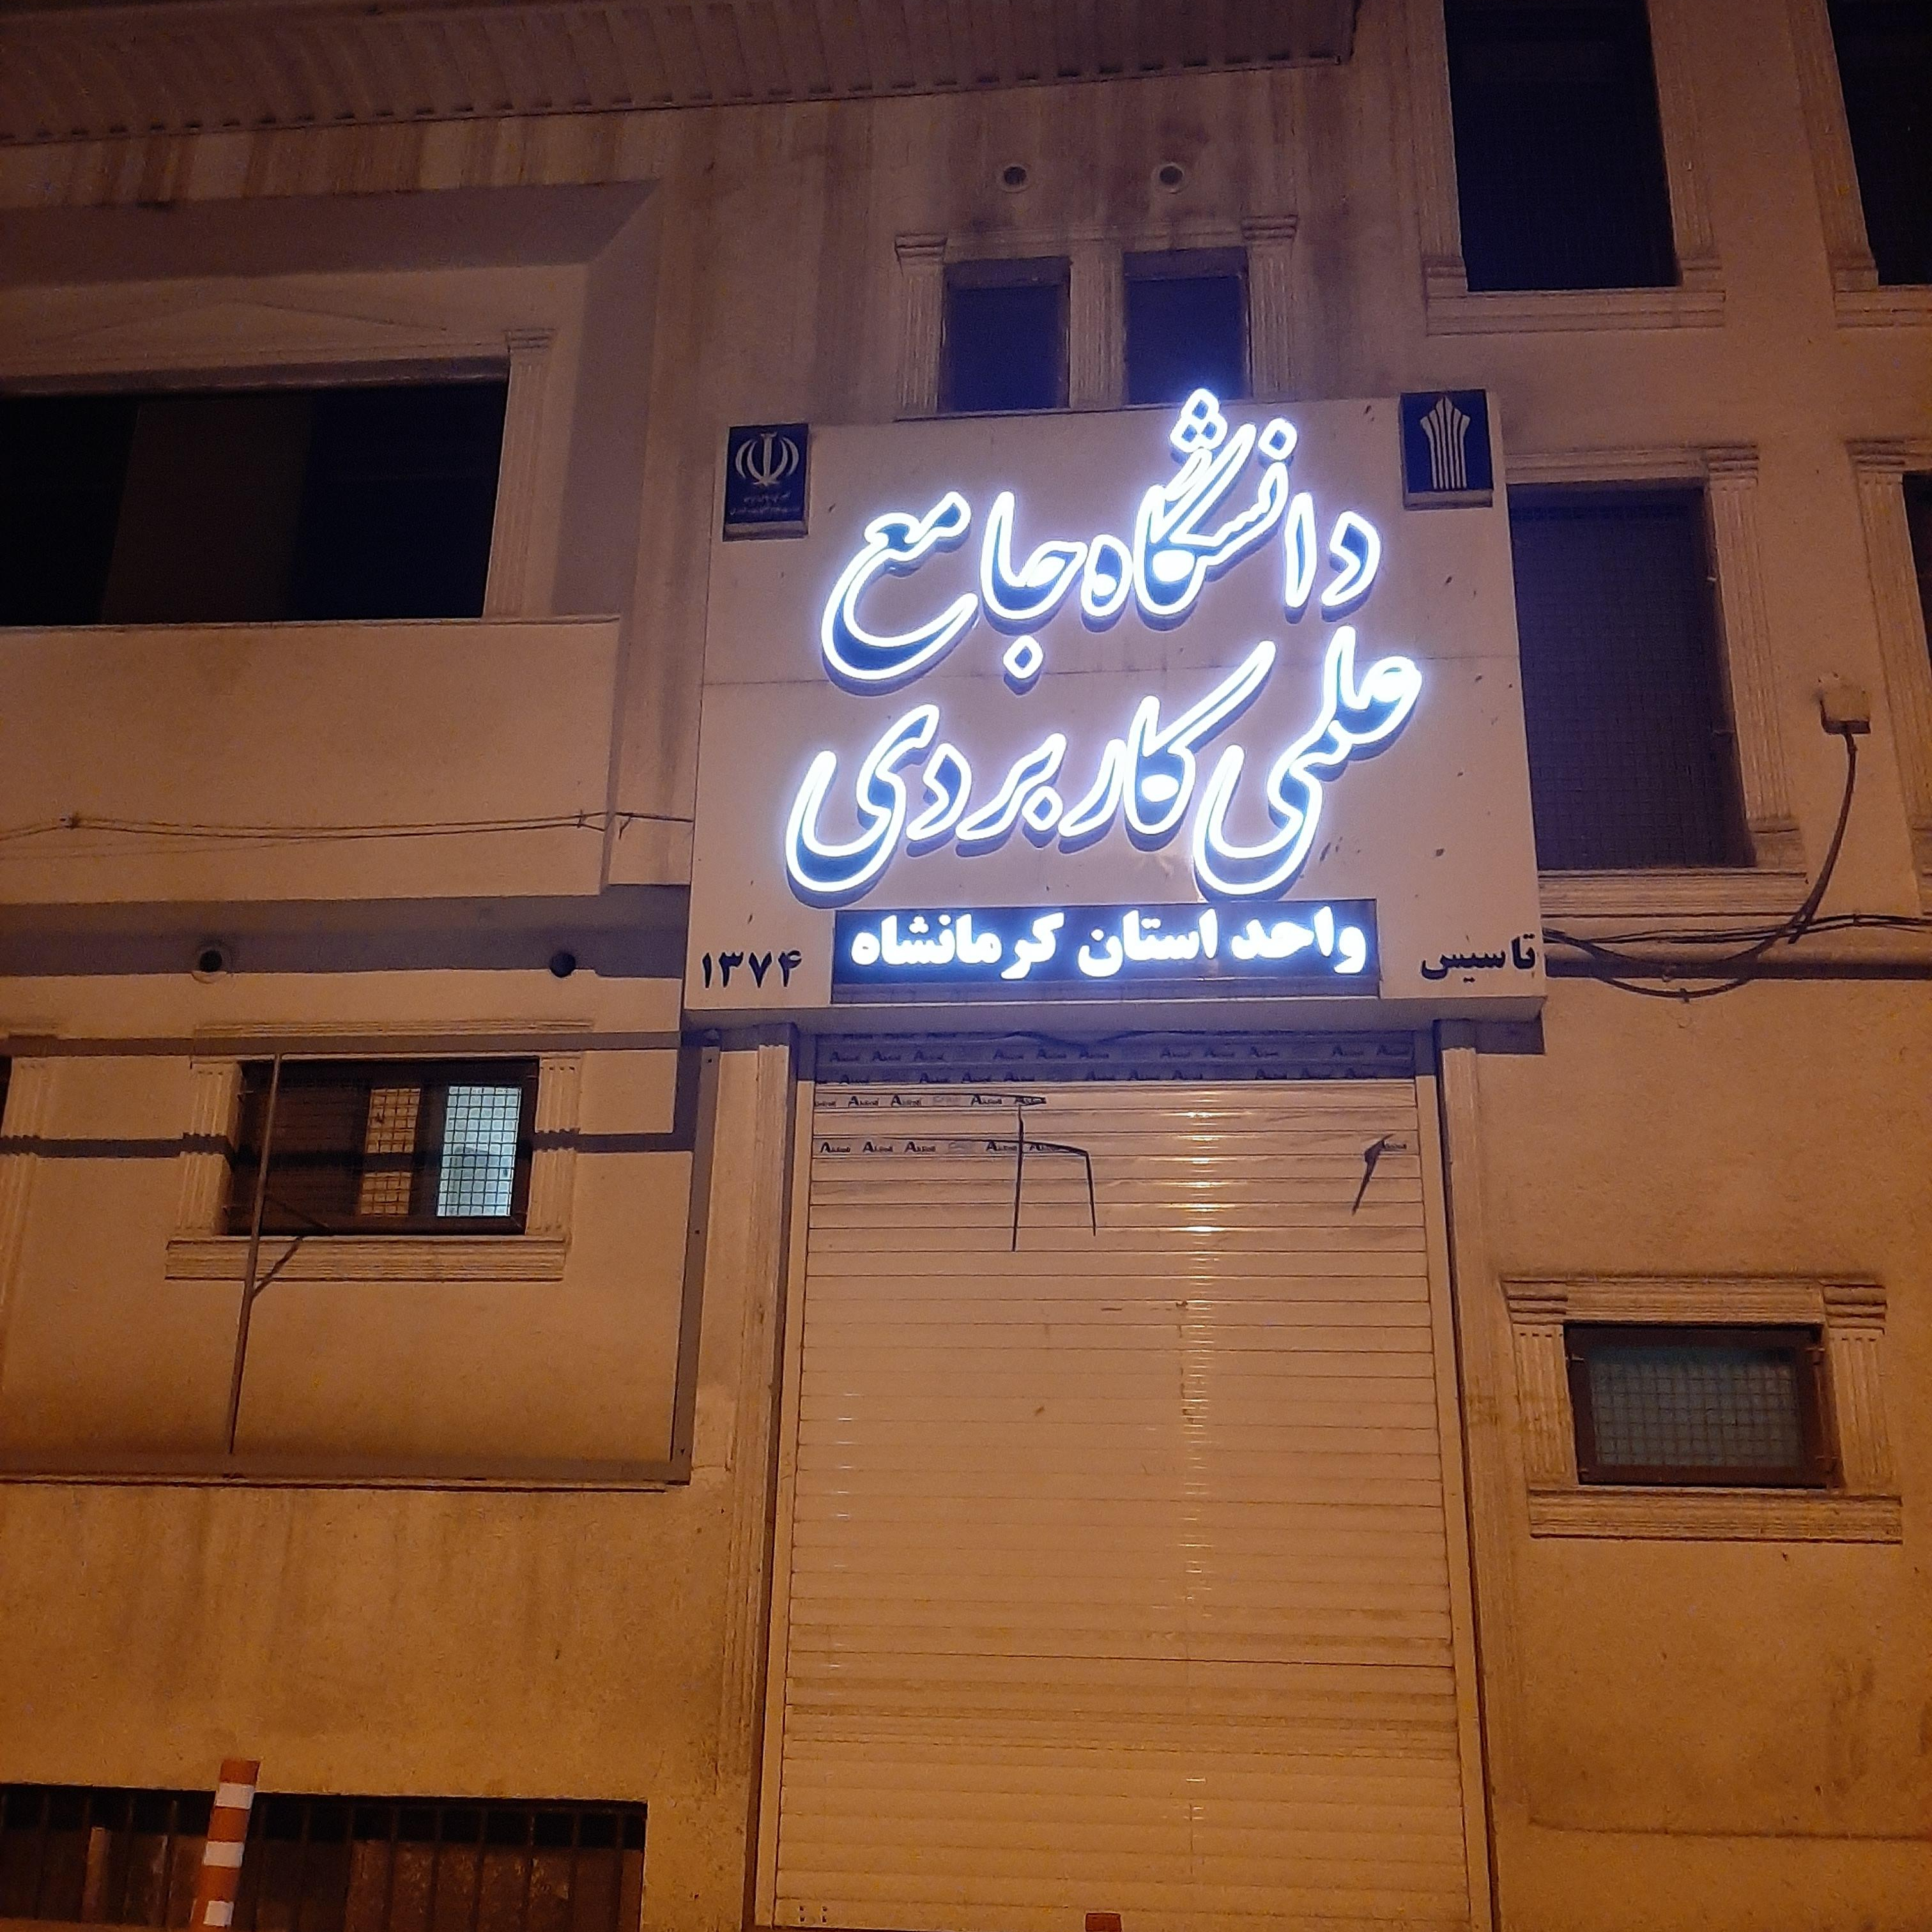 دانشگاه جامع
علمی کاربردی
واحد استان کرمانشاه
تاسیس ۱۳۷۴